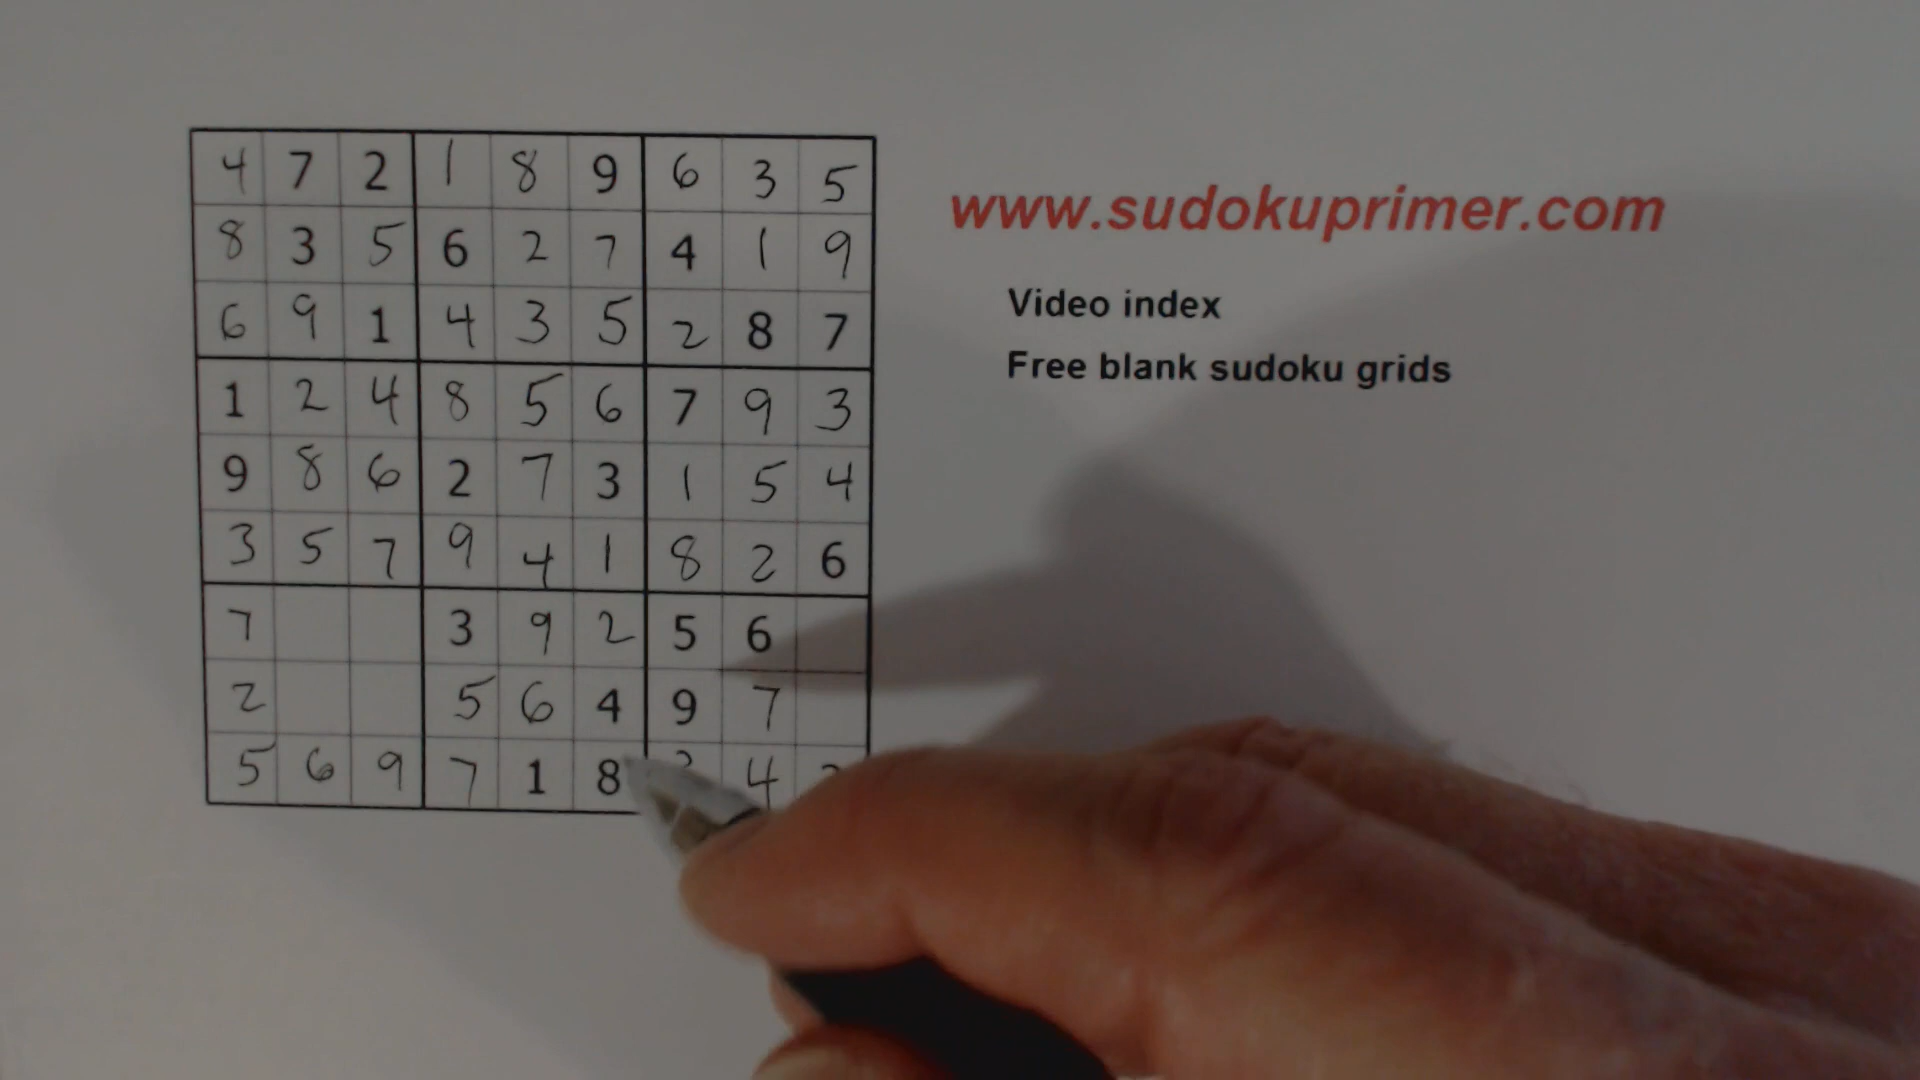 4 7 2 1 8 9 6 3 5
8 3 5 6 2 7 4 1 9
6 9 1 4 3 5 2 8 7
1 2 4 8 5 6 7 9 3
9 8 6 2 7 3 1 5 4
3 5 7 9 4 1 8 2 6
7 3 9 2 5 6
2 5 6 4 9 7
5 6 9 7 1 8 4
www.sudokuprimer.com
Video index
Free blank sudoku grids